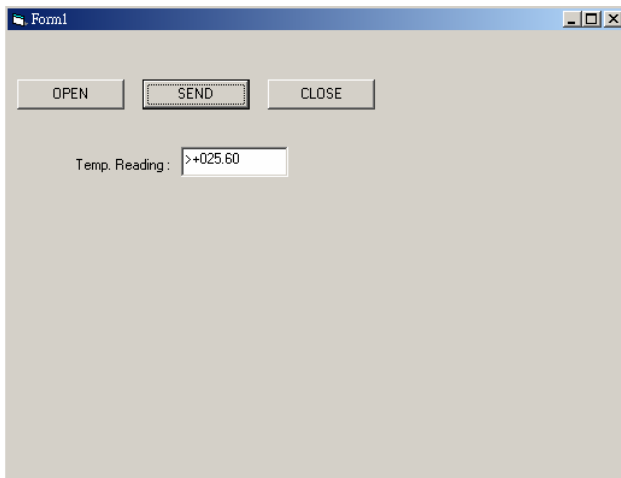 Form1
OPEN SEND CLOSE
Temp. Reading : >+025.60